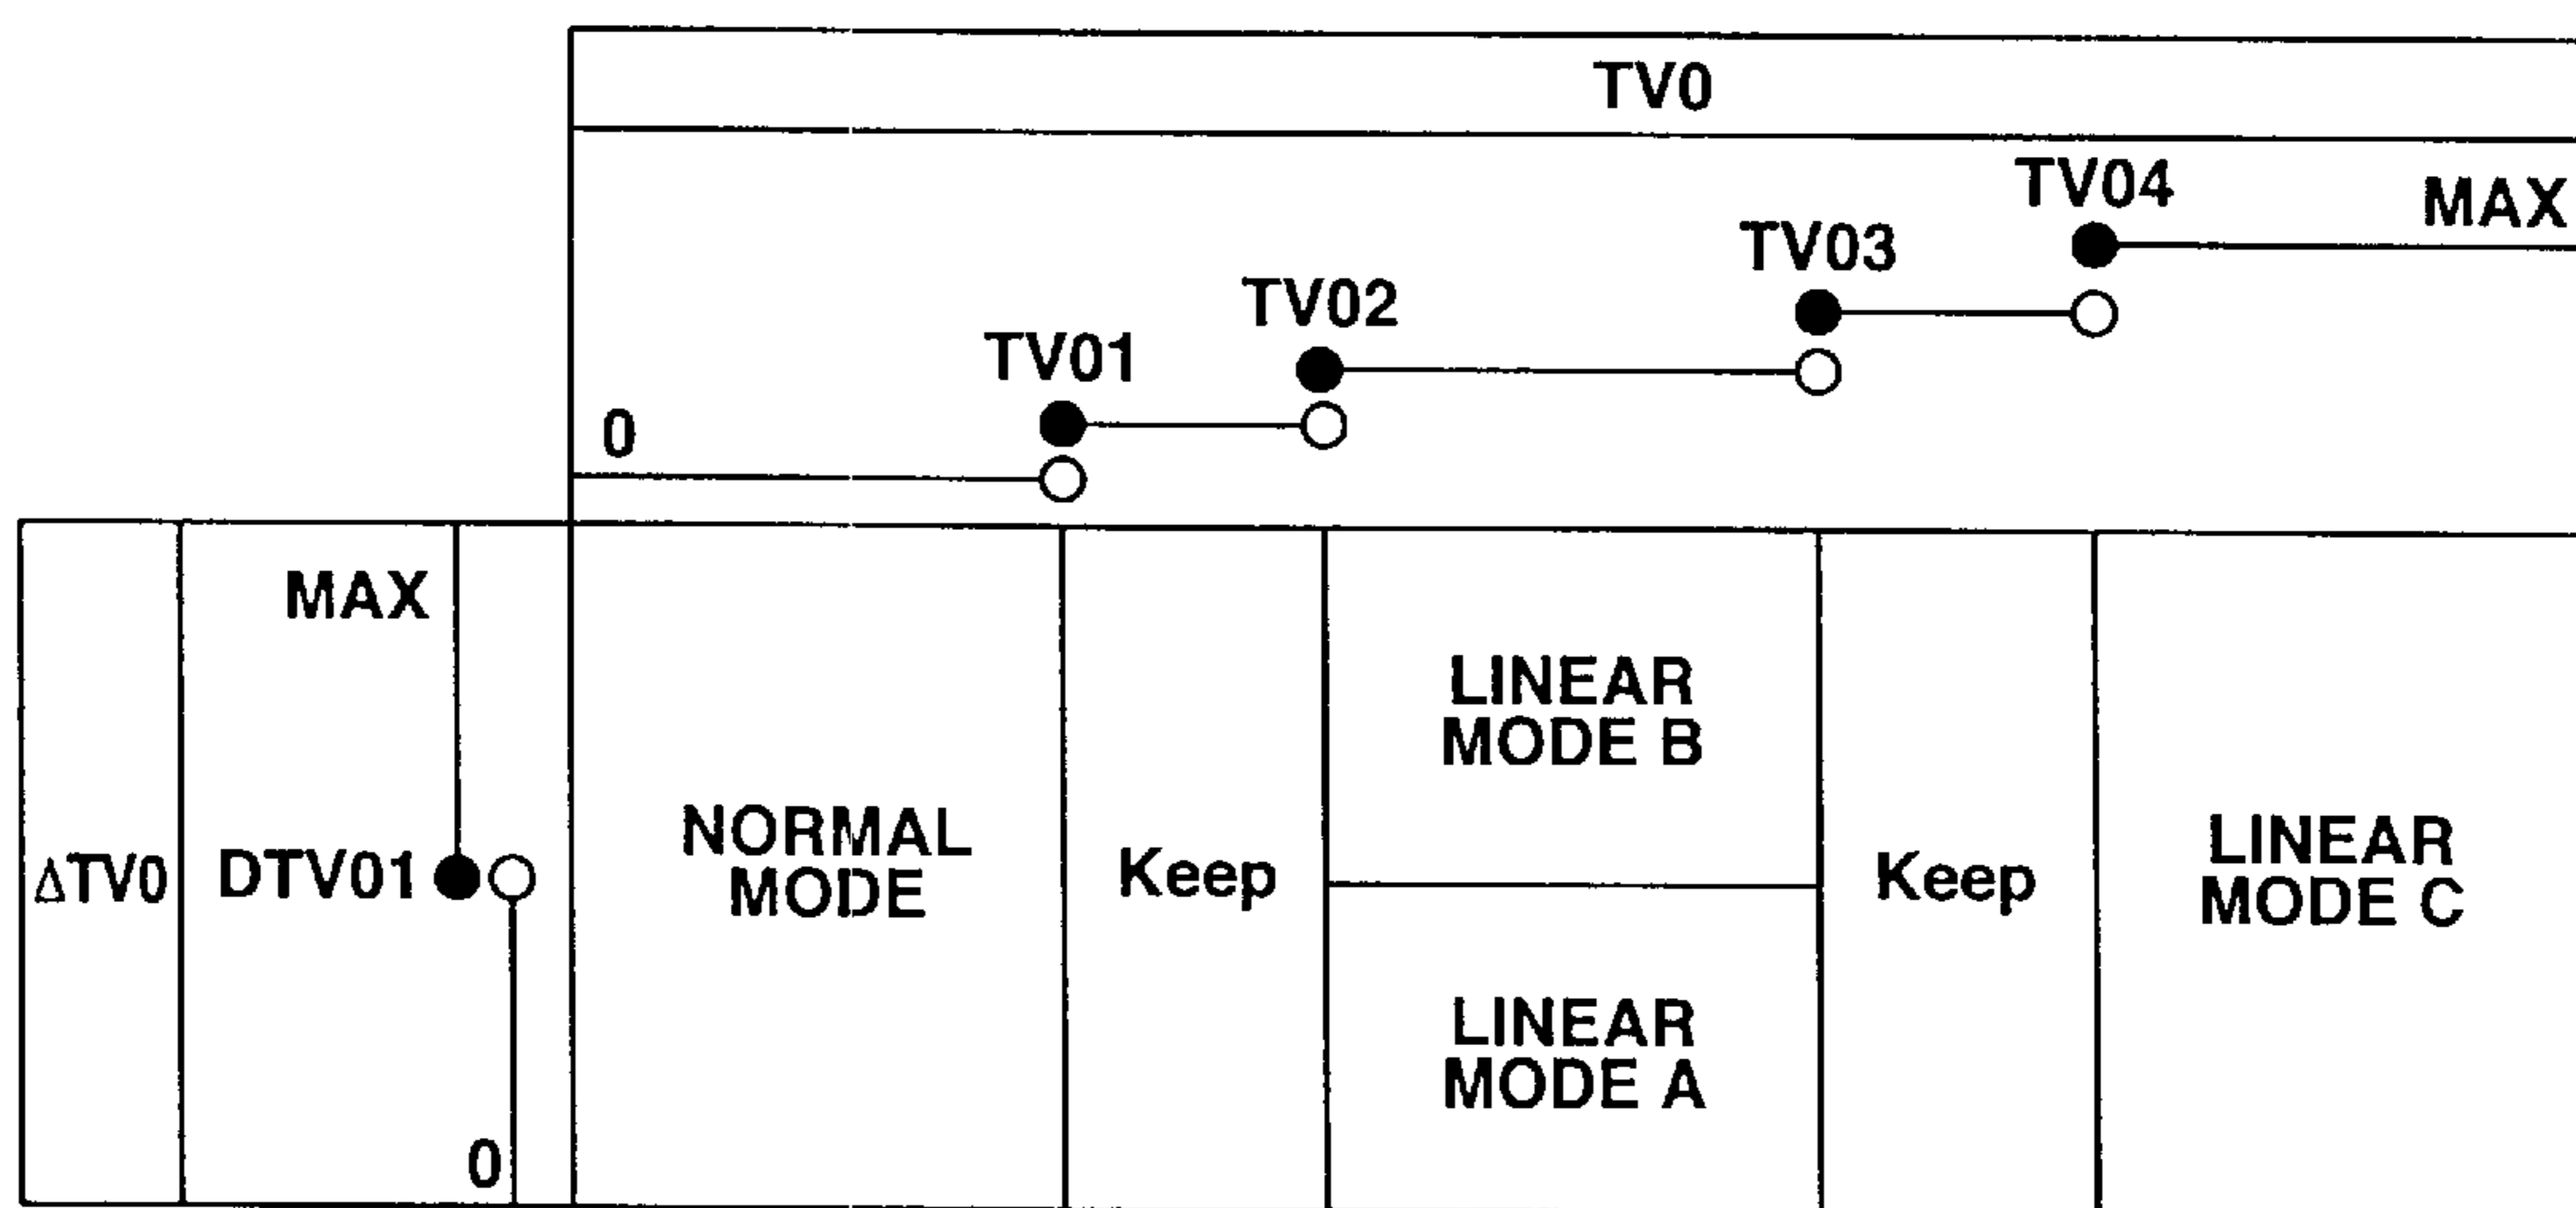 TV0
TV04
MAX
TV03
TV02
TV01
0
MAX
LINEAR
MODE B
NORMAL
MODE
LINEAR
MODE C
ΔTV0
DTV01
Keep
Keep
LINEAR
MODE A
0